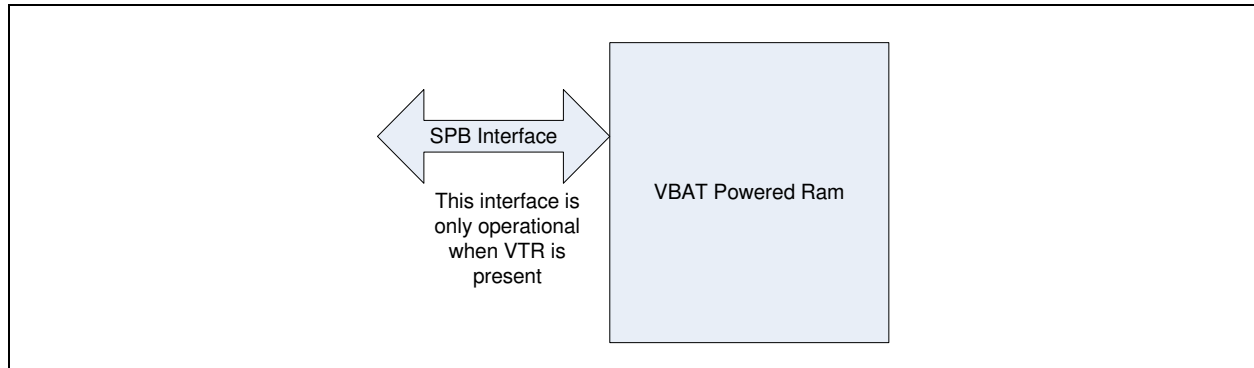 SPB Interface
This interface is
only operational
when VTR is
present
VBAT Powered Ram